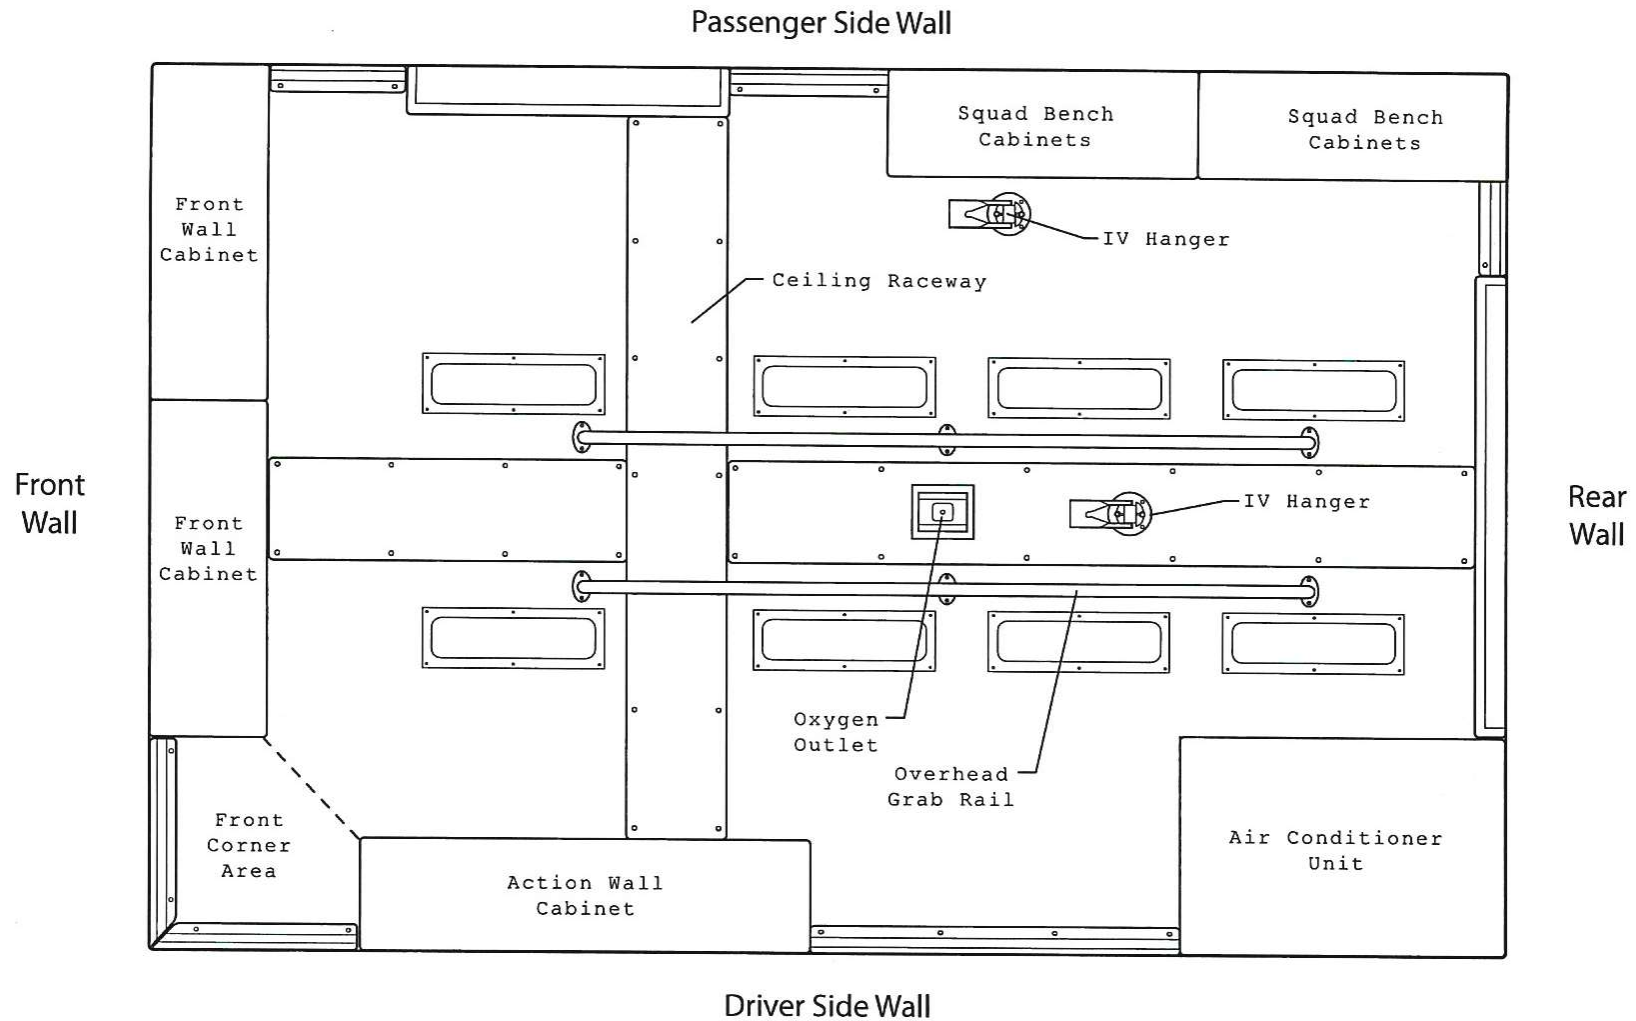 Passenger Side Wall
Squad Bench
Cabinets
Squad Bench
Cabinets
Front
Wall
Cabinet
IV Hanger
Ceiling Raceway
Front
Wall
Front
Wall
Cabinet
IV Hanger
Rear
Wall
Oxygen
Outlet
Overhead
Grab Rail
Front
Corner
Area
Air Conditioner
Unit
Action Wall
Cabinet
Driver Side Wall